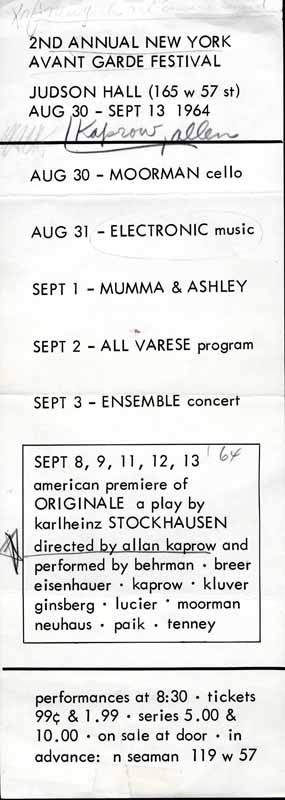 2ND ANNUAL NEW YORK
AVANT GARDE FESTIVAL
JUDSON HALL (165 w 57 st)
AUG 30 - SEPT 13 1964
Kaprow, allen
AUG 30 – MOORMAN cello
AUG 31 – ELECTRONIC music
SEPT 1 – MUMMA & ASHLEY
SEPT 2 – ALL VARESE program
SEPT 3 – ENSEMBLE concert
SEPT 8, 9, 11, 12, 13 '64
american premiere of
ORIGINALE a play by
karlheinz STOCKHAUSEN
directed by allan kaprow and
performed by behrman · breer
eisenhauer · kaprow · kluver
ginsberg · lucier · moorman
neuhaus · paik · tenney
performances at 8:30 · tickets
99¢ & 1.99 · series 5.00 &
10.00 · on sale at door · in
advance: n seaman 119 w 57